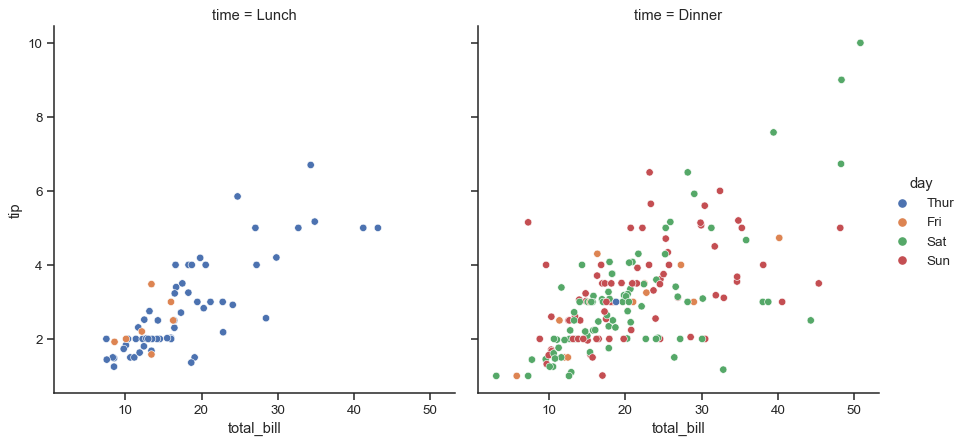 time = Lunch
time = Dinner
tip
10
8
6
4
2
10 20 30 40 50
total_bill
10 20 30 40 50
total_bill
day
Thur
Fri
Sat
Sun